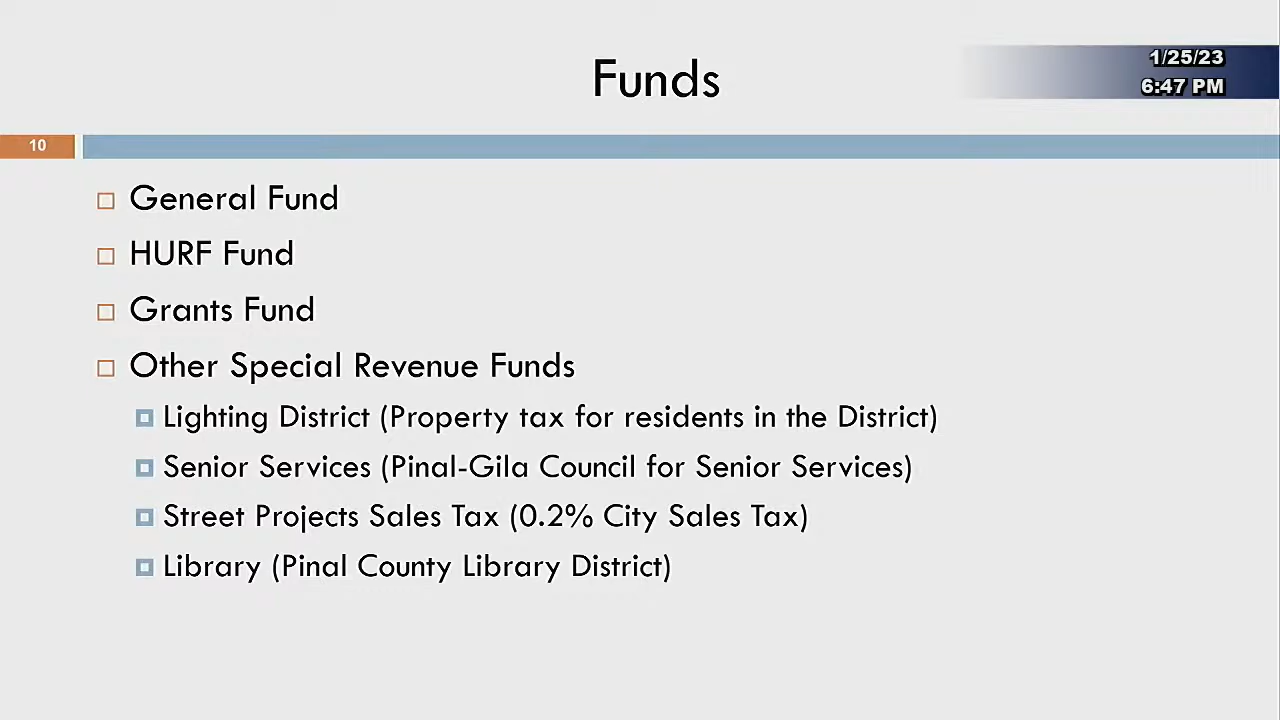 Funds
1/25/23
6:47 PM
10
General Fund
HURF Fund
Grants Fund
Other Special Revenue Funds
Lighting District (Property tax for residents in the District)
Senior Services (Pinal-Gila Council for Senior Services)
Street Projects Sales Tax (0.2% City Sales Tax)
Library (Pinal County Library District)